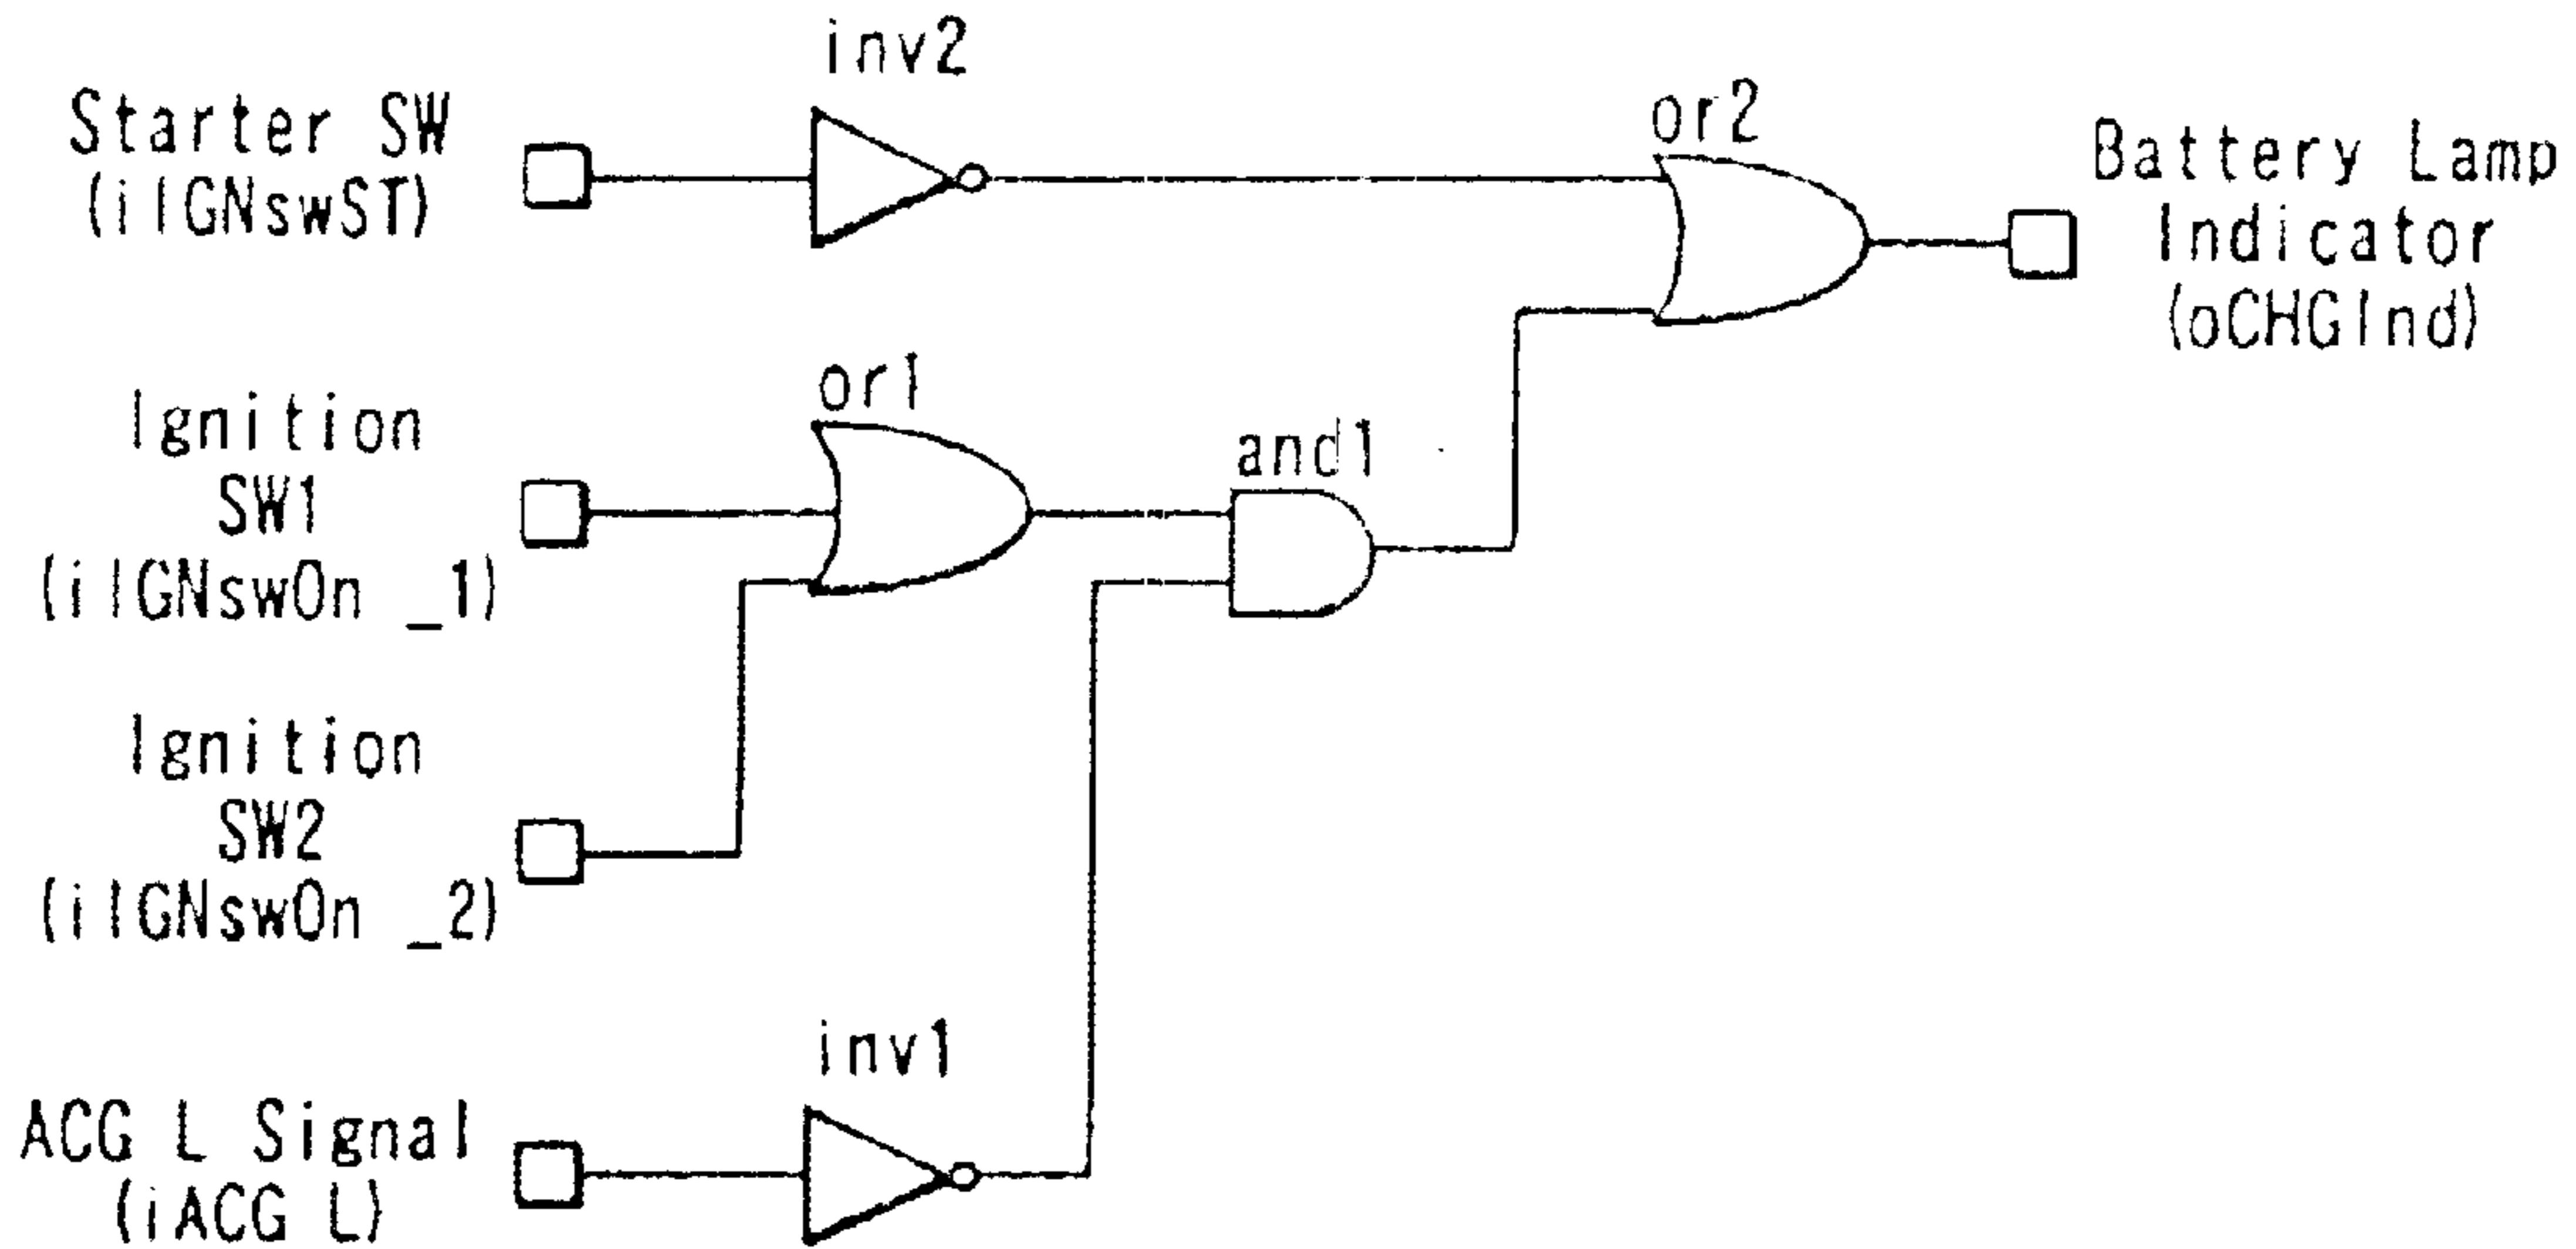 inv2
Starter SW
(iIGNswST)
or2
Battery Lamp
Indicator
(oCHGInd)
or1
Ignition
SW1
(iIGNswOn _1)
and1
Ignition
SW2
(iIGNswOn _2)
inv1
ACG L Signal
(iACG L)